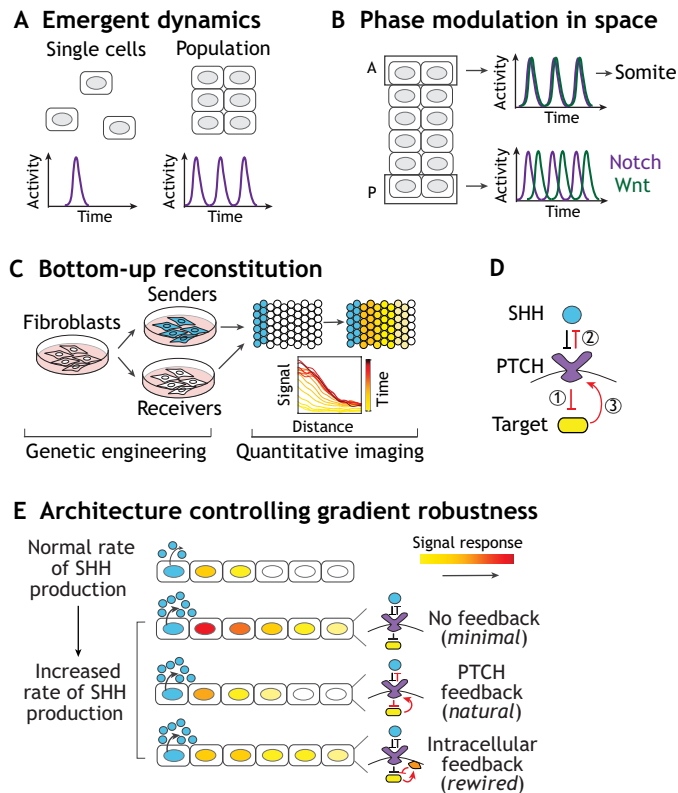 A Emergent dynamics
Single cells
Population
Activity
Time
Activity
Time
B Phase modulation in space
A
P
Activity
Time
Somite
Activity
Time
Notch
Wnt
C Bottom-up reconstitution
Fibroblasts
Senders
Receivers
Signal
Distance
Time
Genetic engineering
Quantitative imaging
D
SHH
②
PTCH
①
③
Target
E Architecture controlling gradient robustness
Normal rate
of SHH
production
Increased
rate of SHH
production
Signal response
No feedback
(minimal)
PTCH
feedback
(natural)
Intracellular
feedback
(rewired)